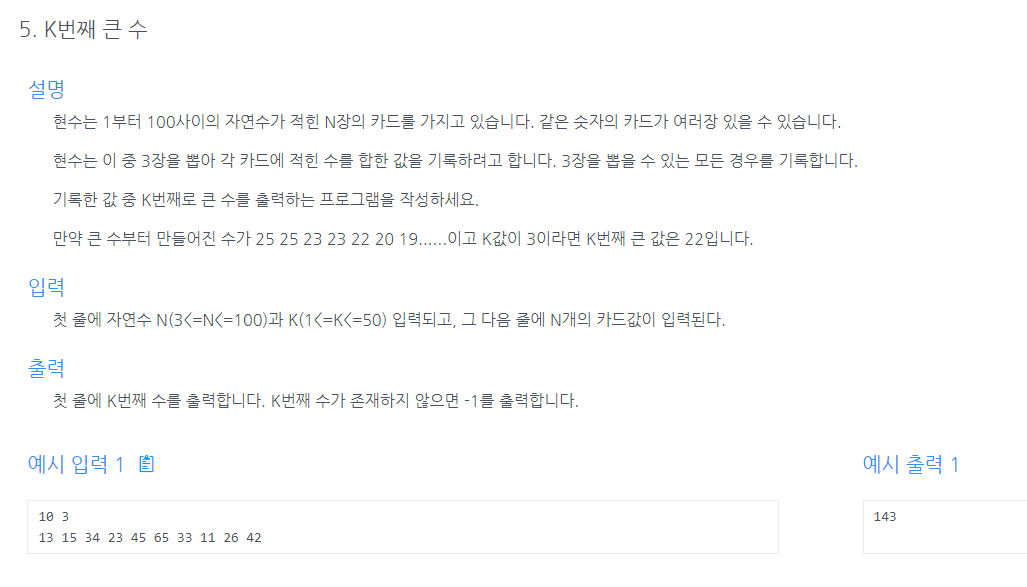 5. K번째 큰 수
설명
현수는 1부터 100사이의 자연수가 적힌 N장의 카드를 가지고 있습니다. 같은 숫자의 카드가 여러장 있을 수 있습니다.
현수는 이 중 3장을 뽑아 각 카드에 적힌 수를 합한 값을 기록하려고 합니다. 3장을 뽑을 수 있는 모든 경우를 기록합니다.
기록한 값 중 K번째로 큰 수를 출력하는 프로그램을 작성하세요.
만약 큰 수부터 만들어진 수가 25 25 23 23 22 20 19......이고 K값이 3이라면 K번째 큰 값은 22입니다.
입력
첫 줄에 자연수 N(3<=N<=100)과 K(1<=K<=50) 입력되고, 그 다음 줄에 N개의 카드값이 입력된다.
출력
첫 줄에 K번째 수를 출력합니다. K번째 수가 존재하지 않으면 -1를 출력합니다.
예시 입력 1
10 3
13 15 34 23 45 65 33 11 26 42
예시 출력 1
143